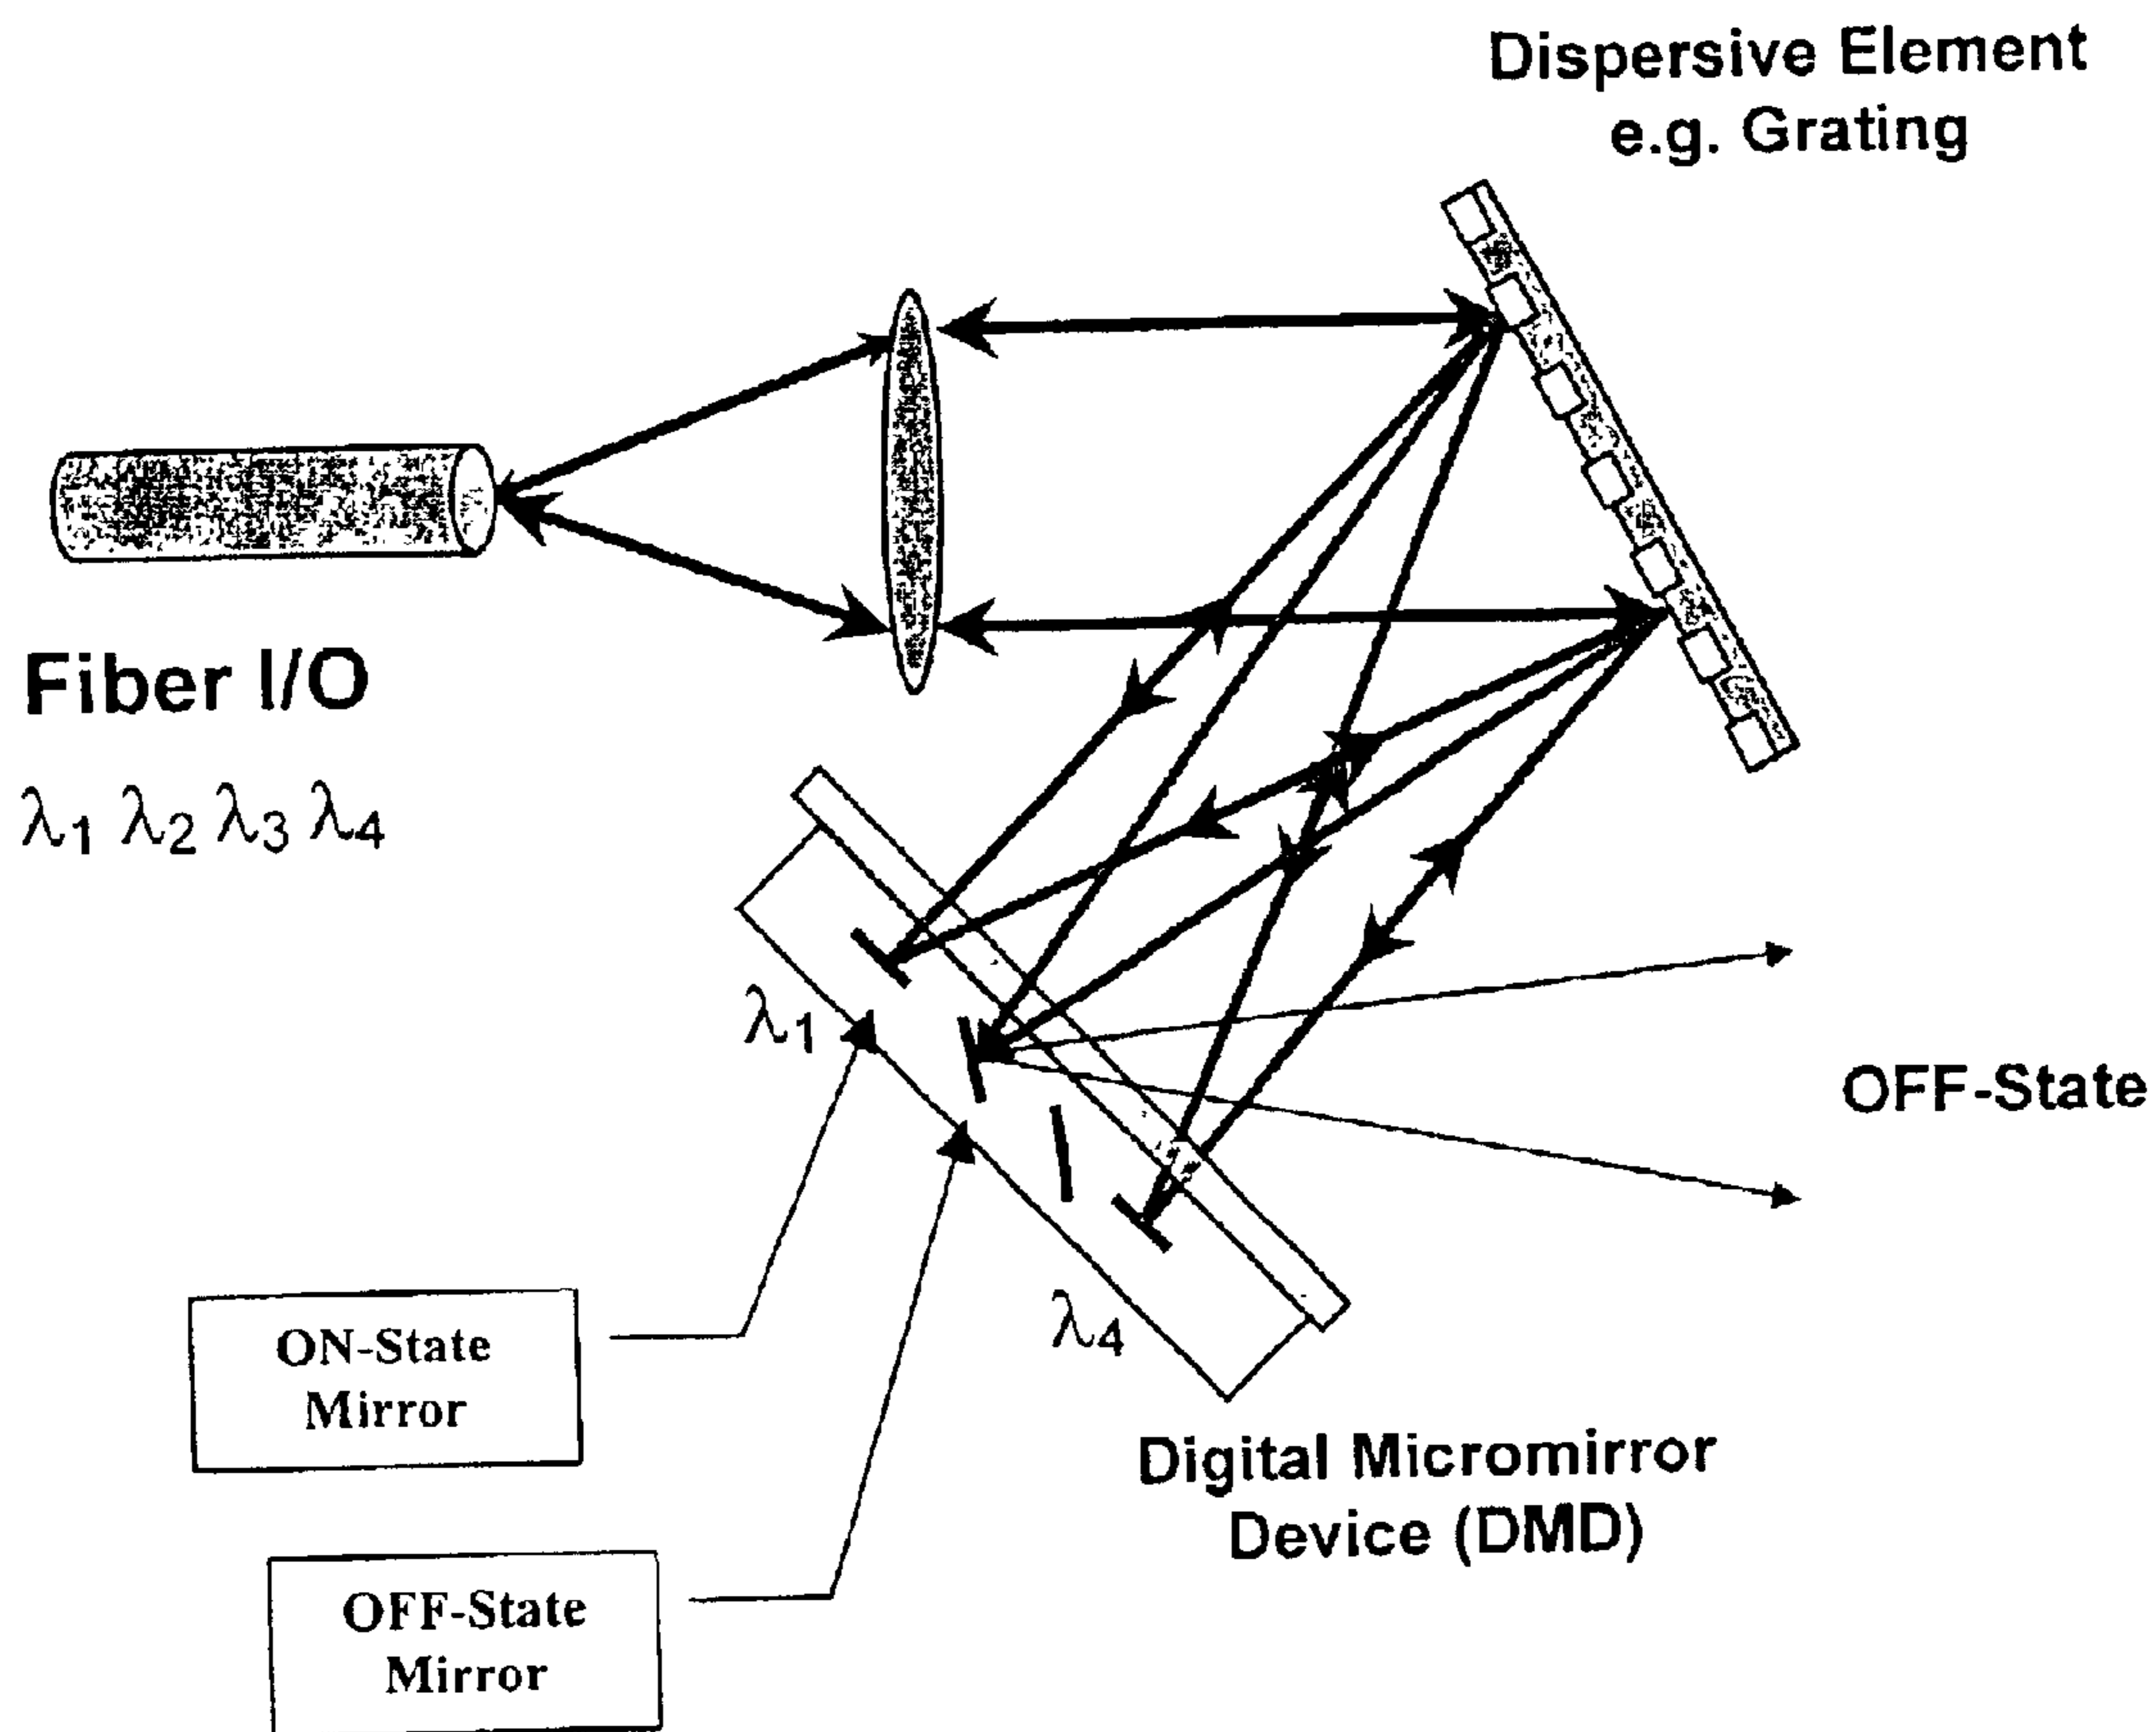 Dispersive Element
e.g. Grating
Fiber I/O
λ1 λ2 λ3 λ4
λ1
OFF-State
λ4
ON-State
Mirror
Digital Micromirror
Device (DMD)
OFF-State
Mirror